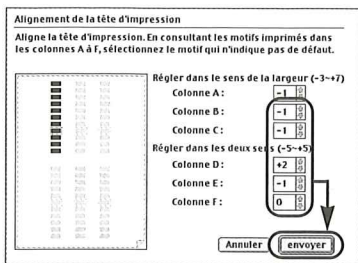 Alignement de la tête d'impression
Aligne la tête d'impression. En consultant les motifs imprimés dans
les colonnes A à F, sélectionnez le motif qui n'indique pas de défaut.
Régler dans le sens de la largeur (-3~+7)
Colonne A : -1
Colonne B : -1
Colonne C : -1
Régler dans les deux sens (-5~+5)
Colonne D : +2
Colonne E : -1
Colonne F : 0
Annuler envoyer